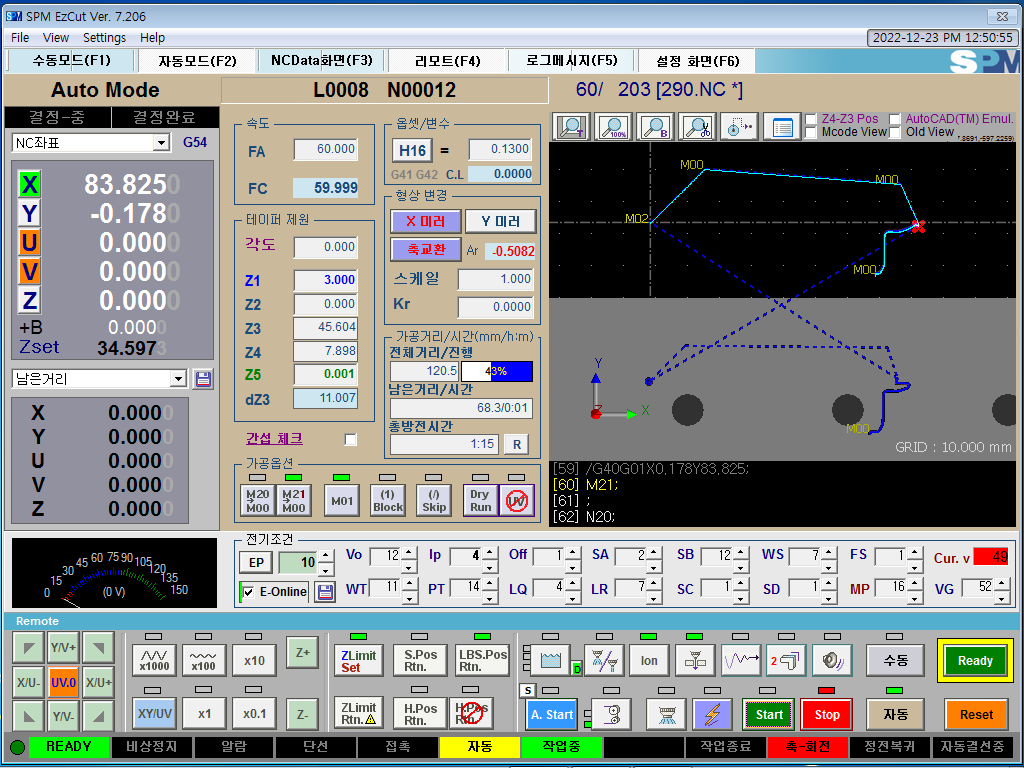 SPM EzCut Ver. 7.206
File View Settings Help
2022-12-23 PM 12:50:55
수동모드(F1) 자동모드(F2) NCData화면(F3) 리모트(F4) 로그메시지(F5) 설정 화면(F6)
SPM
Auto Mode
L0008 N00012
60/ 203 [290.NC *]
결정-중 결정완료
NC좌표 G54
X 83.8250
Y -0.1780
U 0.0000
V 0.0000
Z 0.0000
+B 0.0000
Zset 34.5973
남은거리
X 0.0000
Y 0.0000
U 0.0000
V 0.0000
Z 0.0000
속도
FA 60.000
FC 59.999
테이퍼 제원
각도 0.000
Z1 3.000
Z2 0.000
Z3 45.604
Z4 7.898
Z5 0.001
dZ3 11.007
간섭 체크
옵셋/변수
H16 = 0.1300
G41 G42 C.L 0.0000
형상 변경
X 미러 Y 미러
축교환 Ar -0.5082
스케일 1.000
Kr 0.0000
가공거리/시간(mm/h:m)
전체거리/진행
120.5 43%
남은거리/시간
68.3/0:01
총방전시간
1:15 R
가공옵션
M20 M00 M21 M00 M01 (1) Block (/) Skip Dry Run UV
T 100% B
Z4-Z3 Pos AutoCAD(TM) Emul.
Mcode View Old View
M00
M00
M02
M00
Y
X
Z
M00
GRID : 10.000 mm
[59] /G40G01X0,178Y83,825;
[60] M21;
[61] ;
[62] N20;
0 15 30 45 60 75 90 105 120 135 150
(0 V)
전기조건
EP 10
Vo 12 Ip 4 Off 1 SA 2 SB 12 WS 7 FS 1 Cur. v 49
E-Online
WT 11 PT 14 LQ 4 LR 7 SC 1 SD 1 MP 16 VG 52
Remote
Y/V+
X/U- UV.0 X/U+
Y/V-
x1000 x100 x10 Z+
XY/UV x1 x0.1 Z-
ZLimit Set S.Pos Rtn. LBS.Pos Rtn.
ZLimit Rtn. H.Pos Rtn. H.Pos Rtn.
D Ion 2 수동 Ready
S A. Start Start Stop 자동 Reset
READY 비상정지 알람 단선 접촉 자동 작업중 작업종료 축-회전 정전복귀 자동결선중